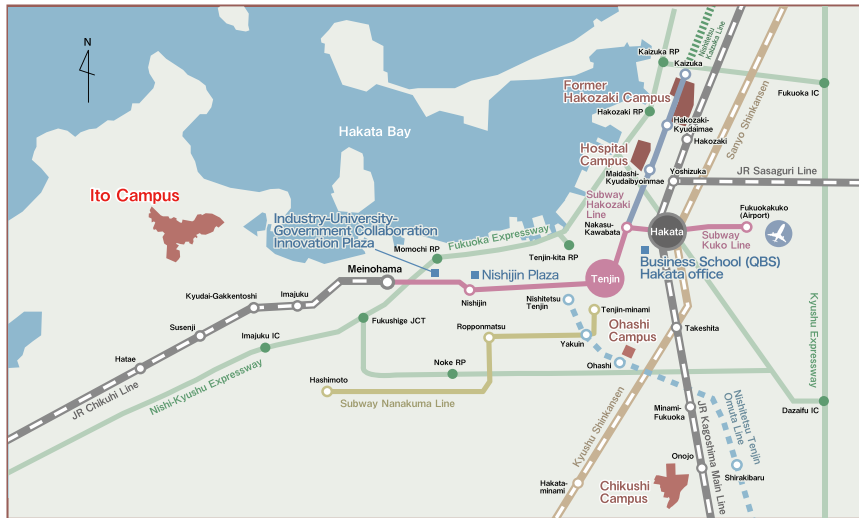 N
Hakata Bay
Ito Campus
Kaizuka RP
Kaizuka
Nishitetsu
Kaizuka Line
Former
Hakozaki Campus
Fukuoka IC
Hakozaki RP
Hakozaki-
Kyudaimae
Hakozaki
Sanyo Shinkansen
Hospital
Campus
Maidashi-
Kyudaibyoinmae
Yoshizuka
JR Sasaguri Line
Subway
Hakozaki
Line
Nakasu-
Kawabata
Hakata
Fukuokakuko
(Airport)
Subway
Kuko Line
Industry-University-
Government Collaboration
Innovation Plaza
Fukuoka Expressway
Momochi RP
Tenjin-kita RP
Business School (QBS)
Hakata office
Meinohama
Nishijin Plaza
Tenjin
Nishijin
Kyudai-Gakkentoshi
Imajuku
Nishitetsu
Tenjin
Tenjin-minami
Kyushu Expressway
Susenji
Fukushige JCT
Ropponmatsu
Ohashi
Campus
Takeshita
Imajuku IC
Yakuin
Hatae
Noke RP
Ohashi
Hashimoto
Nishi-Kyushu Expressway
JR Chikuhi Line
Subway Nanakuma Line
Minami-
Fukuoka
Nishitetsu Tenjin
Omuta Line
Dazaifu IC
Kyushu Shinkansen
JR Kagoshima Main Line
Onojo
Shirakibaru
Hakata-
minami
Chikushi
Campus